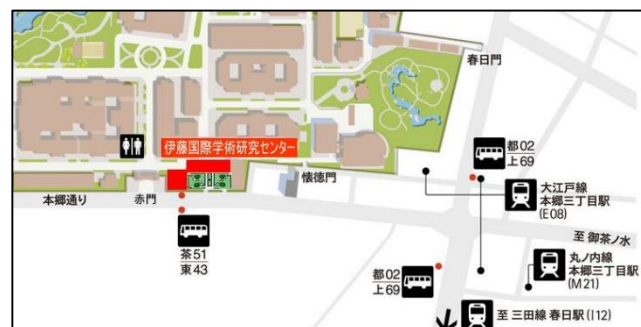 春日門
伊藤国際学術研究センター
都02
上69
懐徳門
大江戸線
本郷三丁目駅
(E08)
本郷通り
赤門
至 御茶ノ水
茶51
東43
丸ノ内線
本郷三丁目駅
(M21)
都02
上69
至 三田線 春日駅(I12)